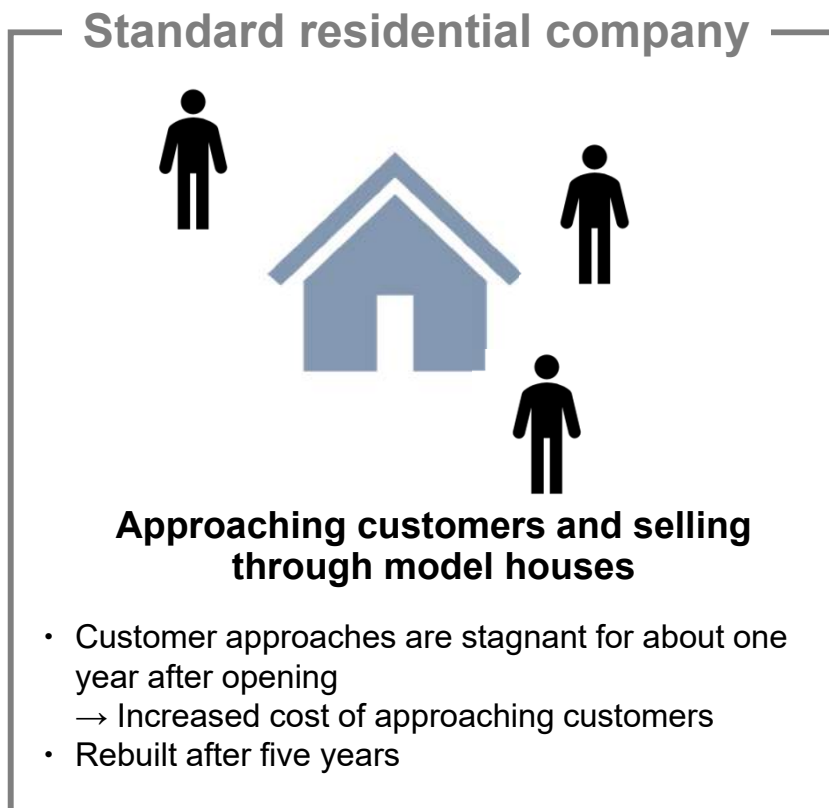 Standard residential company
Approaching customers and selling
through model houses
・ Customer approaches are stagnant for about one
year after opening
→ Increased cost of approaching customers
・ Rebuilt after five years